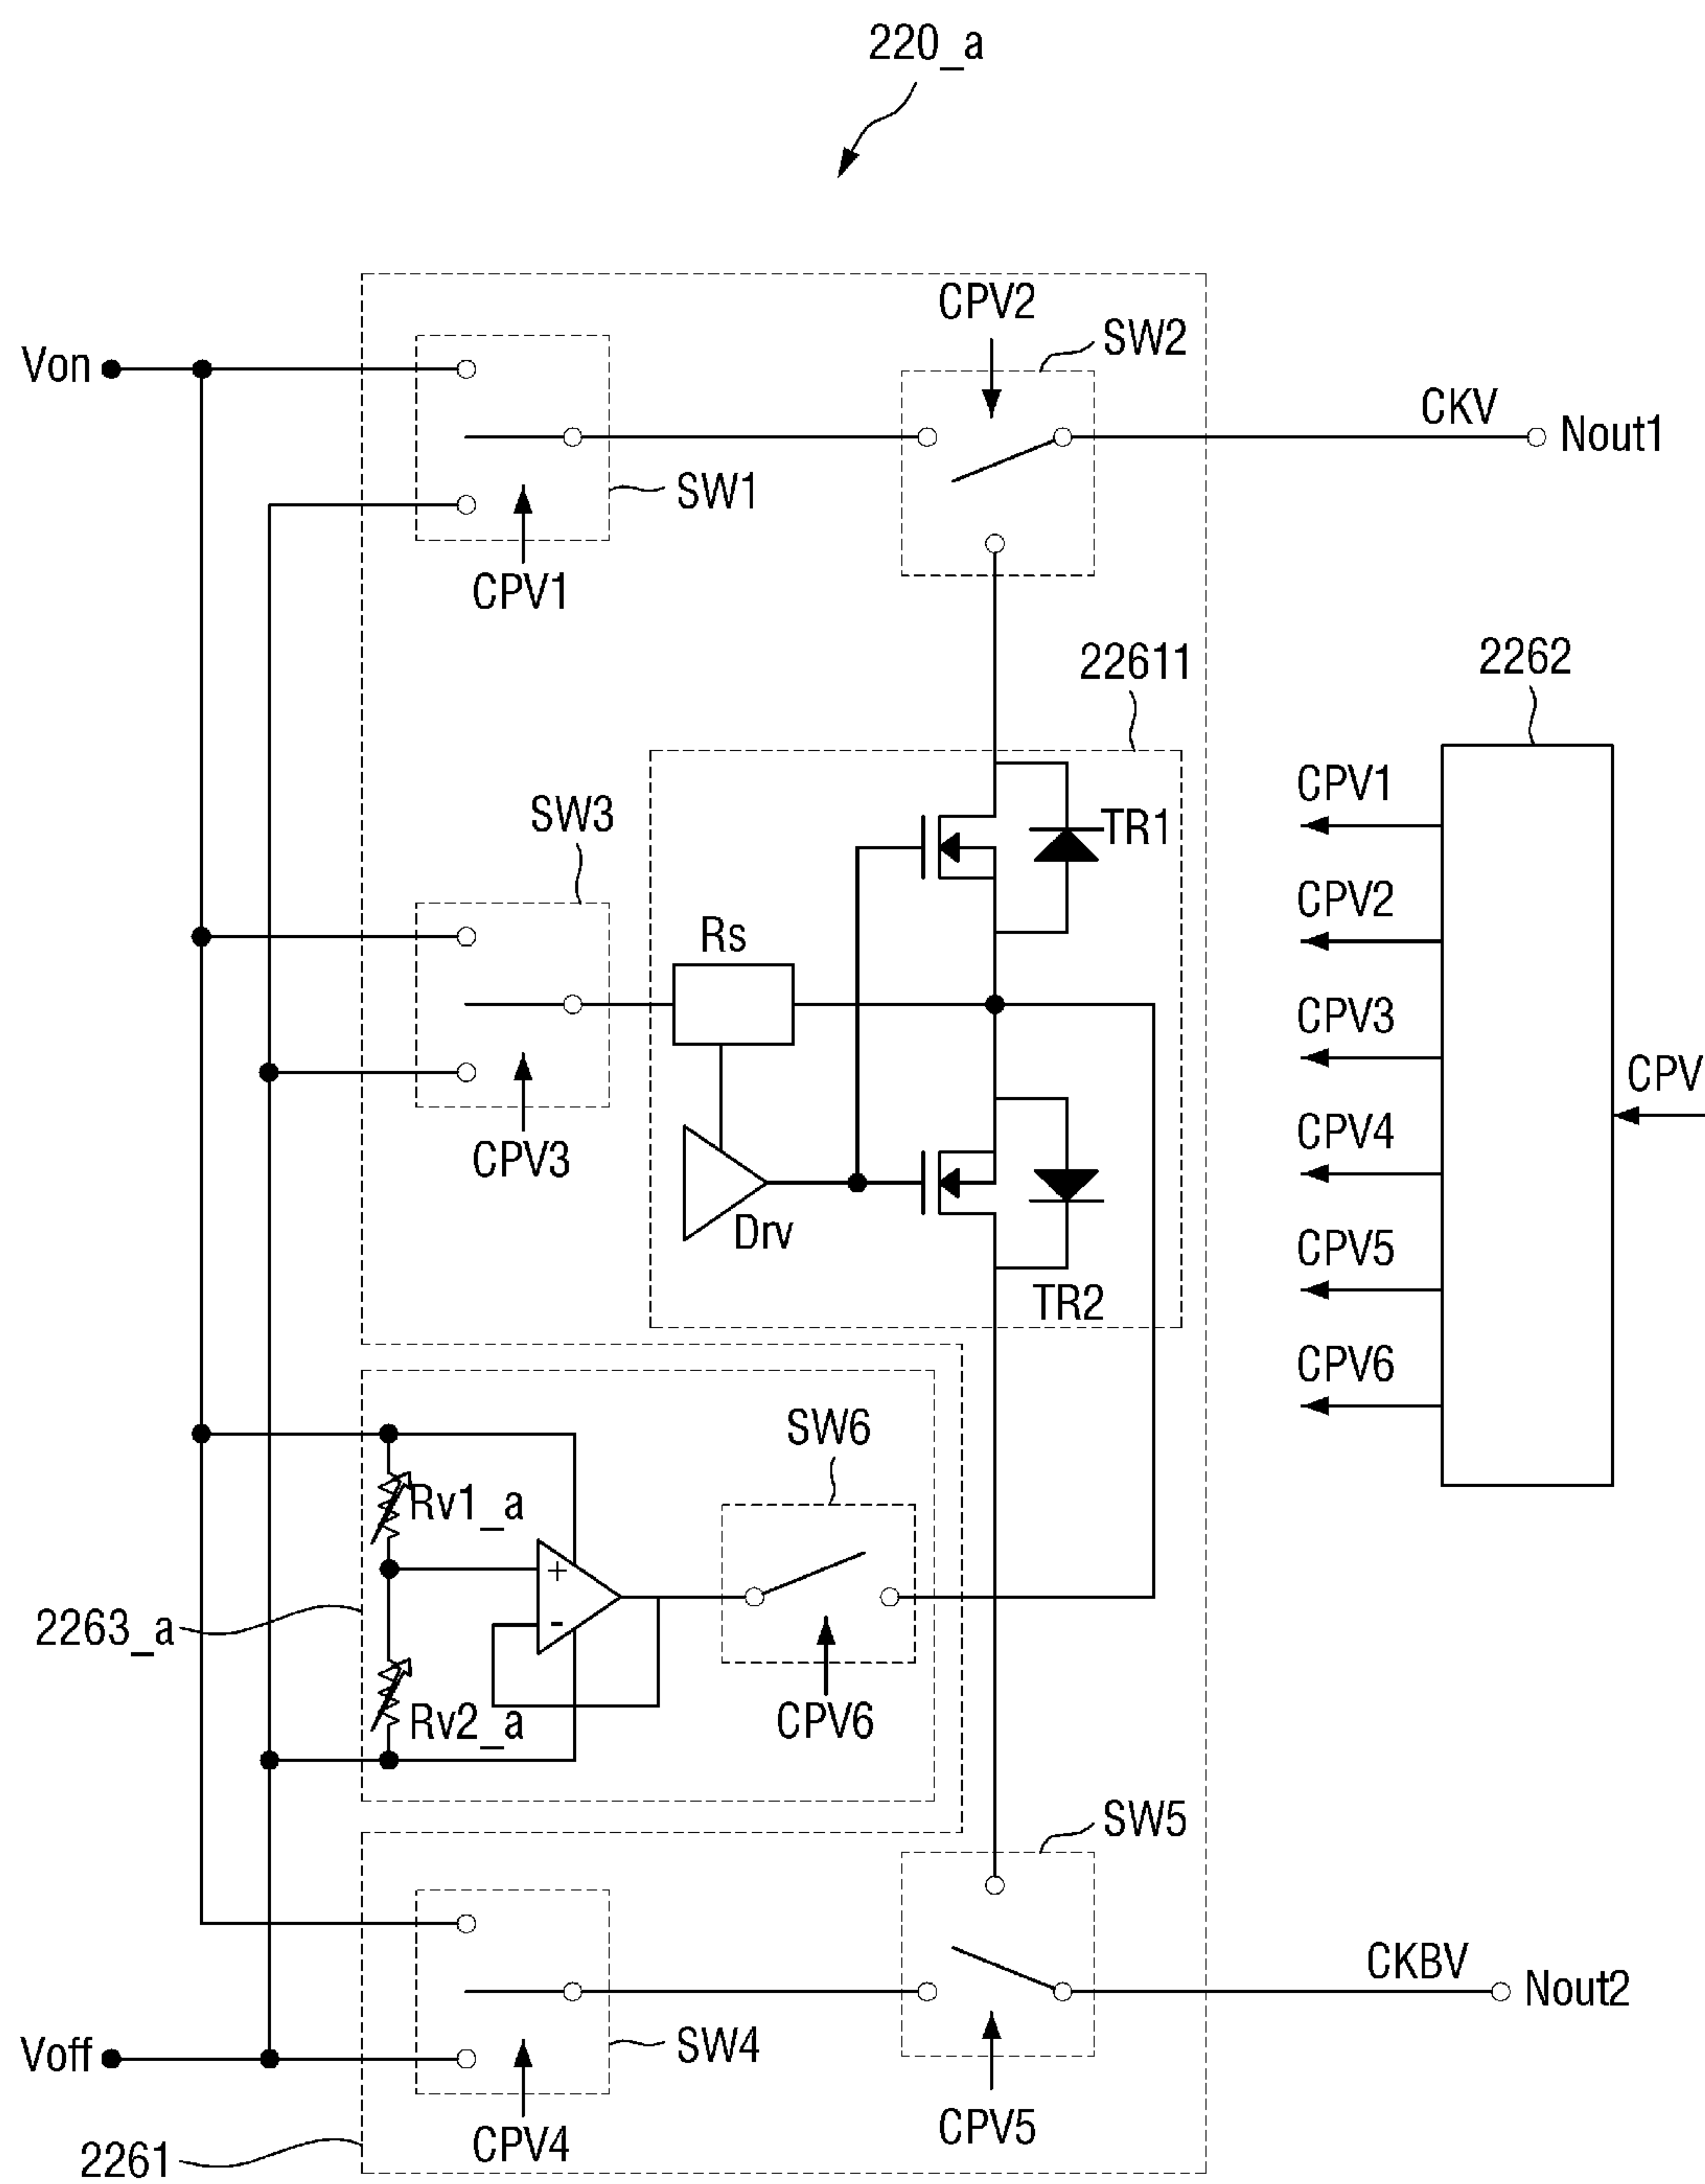 220_a
CPV2
SW2
Von
CKV
Nout1
SW1
CPV1
22611
2262
SW3
TR1
CPV1
CPV2
Rs
CPV3
CPV
CPV4
CPV3
Drv
CPV5
TR2
CPV6
SW6
Rv1_a
+
2263_a
-
Rv2_a
CPV6
SW5
CKBV
Nout2
Voff
SW4
CPV4
CPV5
2261